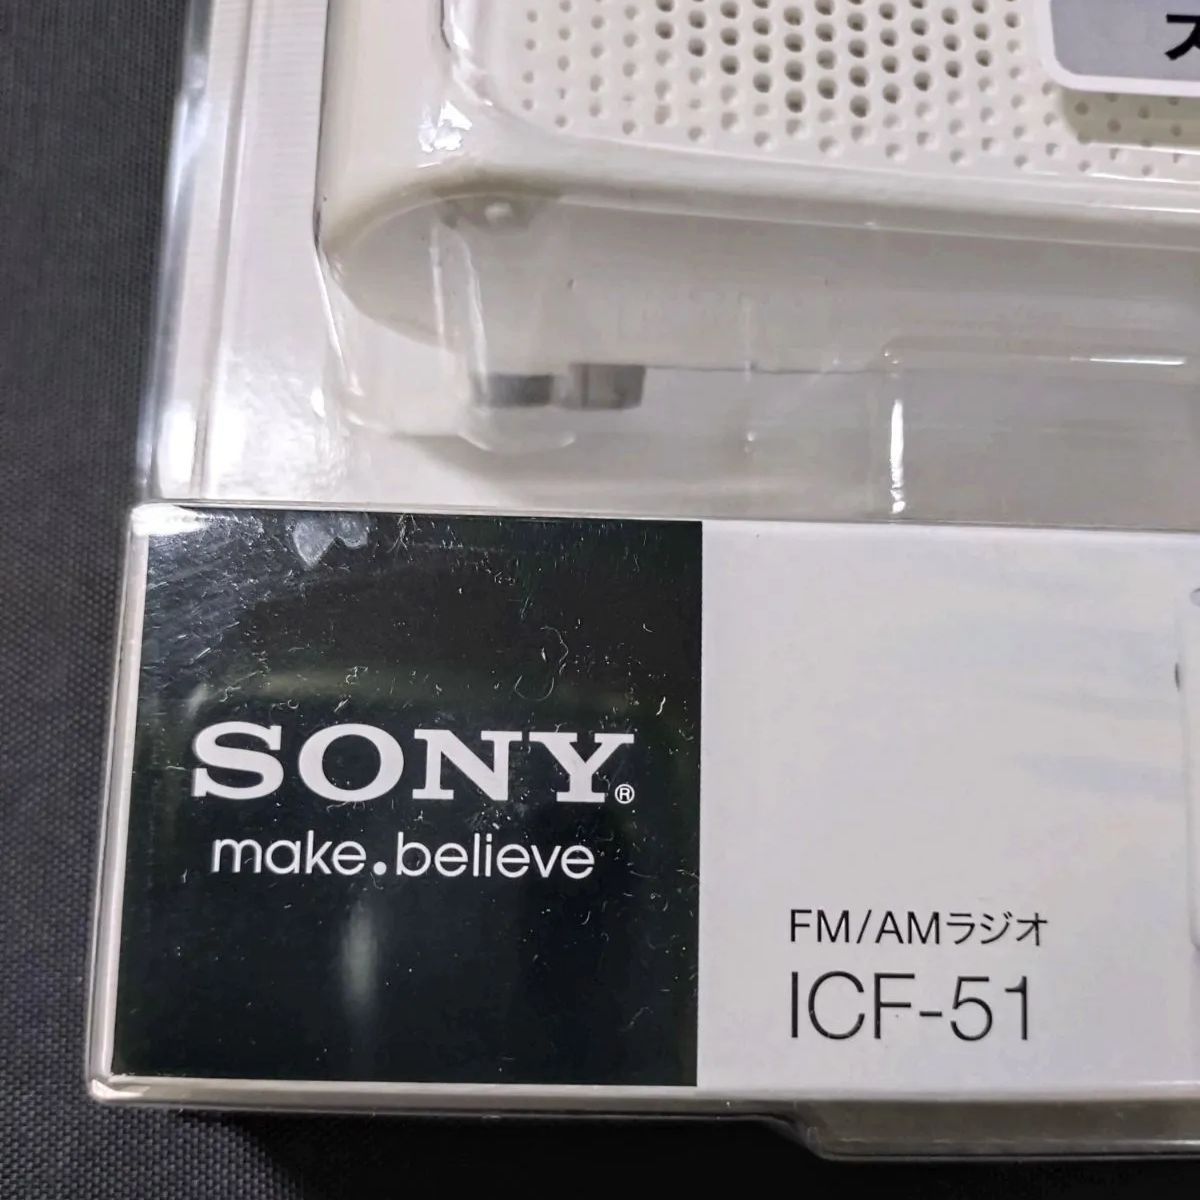 SONY®
make.believe
FM/AMラジオ
ICF-51